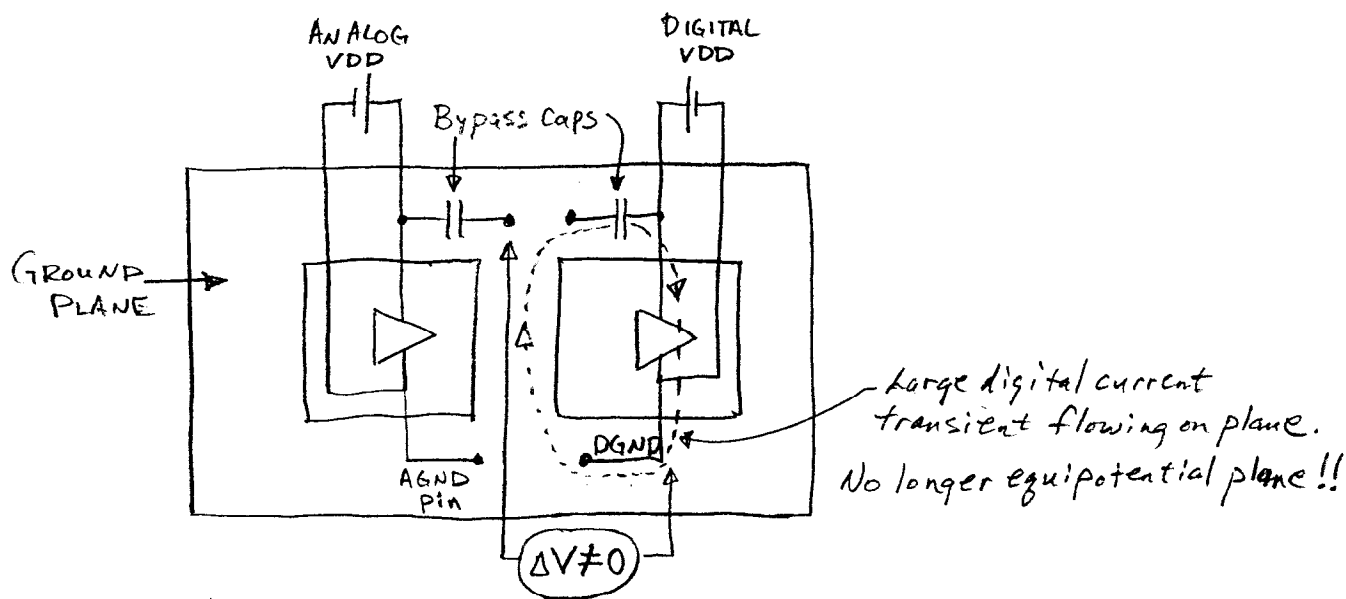 ANALOG
VDD
DIGITAL
VDD
Bypass Caps
GROUND
PLANE
Large digital current
transient flowing on plane.
No longer equipotential plane!!
DGND
AGND
Pin
ΔV≠0